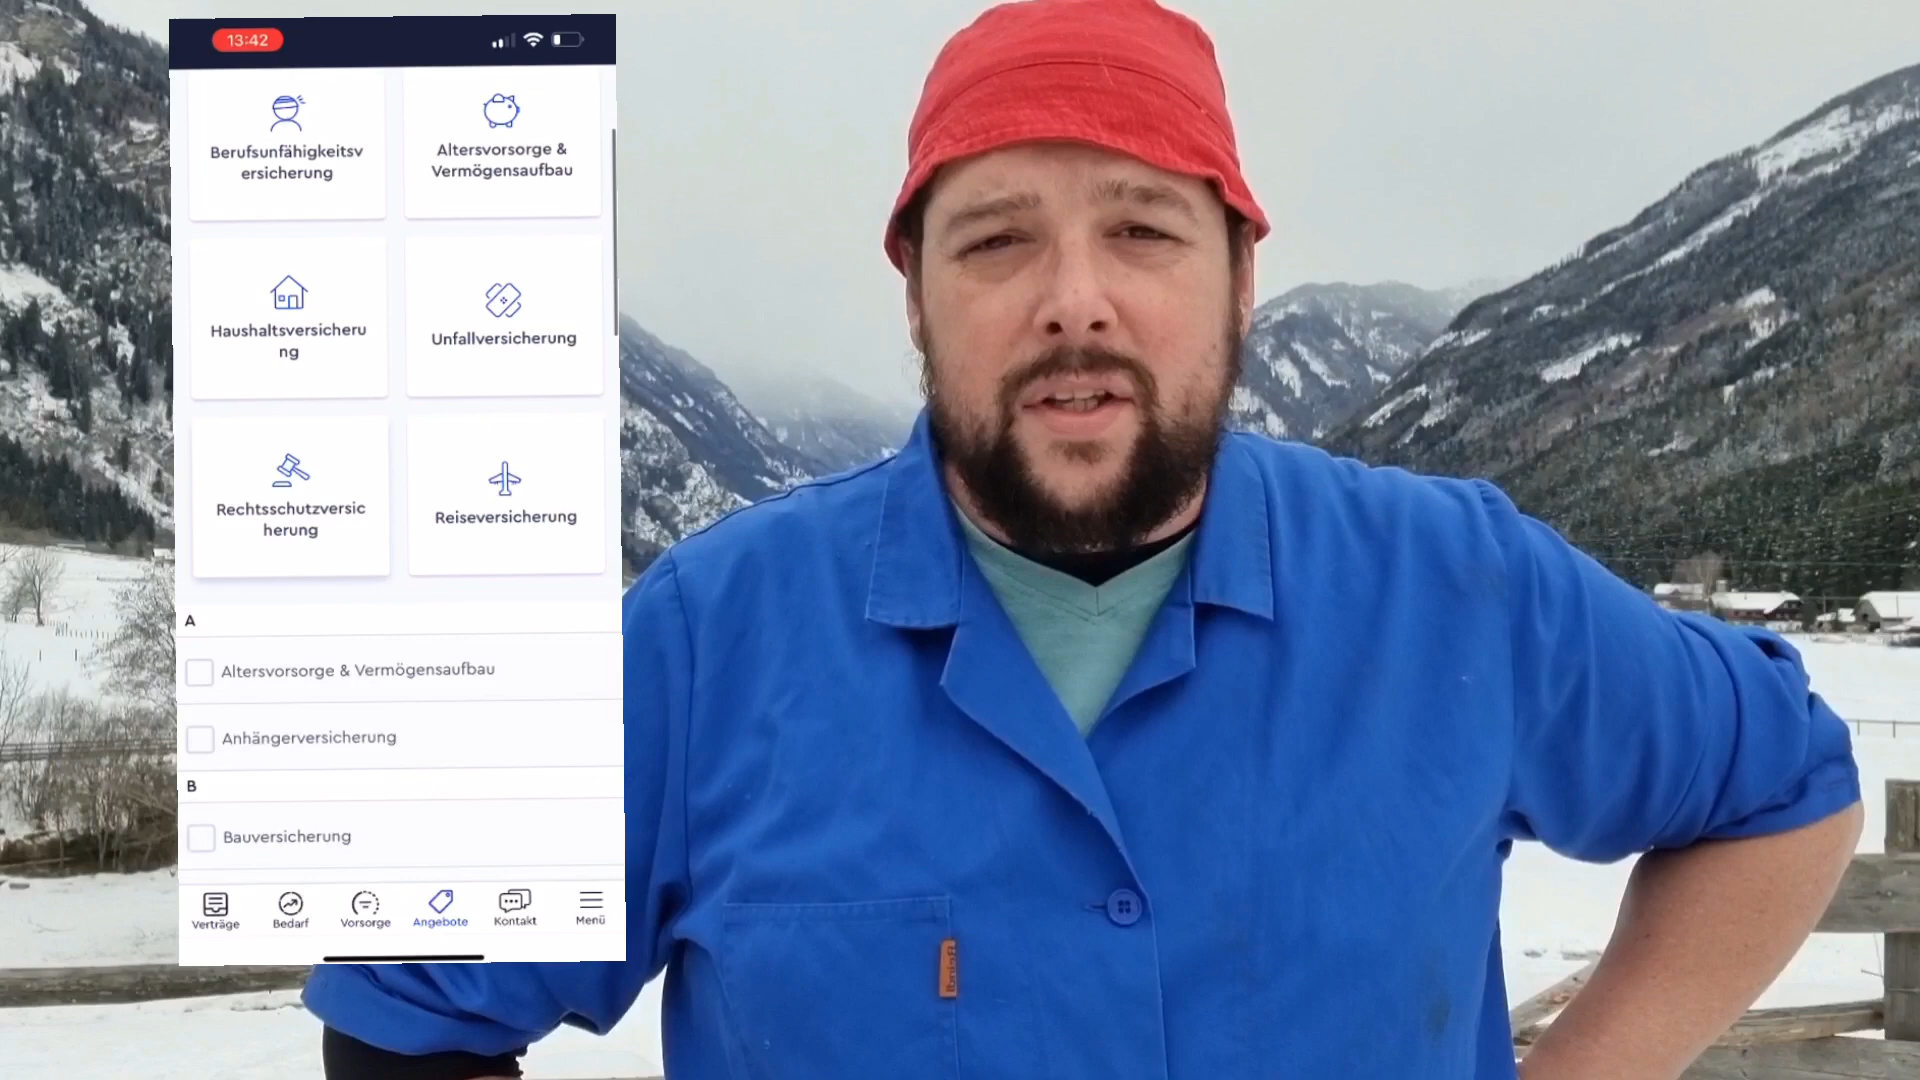 13:42
Berufsunfähigkeitsv
ersicherung
Altersvorsorge &
Vermögensaufbau
Haushaltsversicheru
ng
Unfallversicherung
Rechtsschutzversic
herung
Reiseversicherung
A
Altersvorsorge & Vermögensaufbau
Anhängerversicherung
B
Bauversicherung
Verträge
Bedarf
Vorsorge
Angebote
Kontakt
Menü